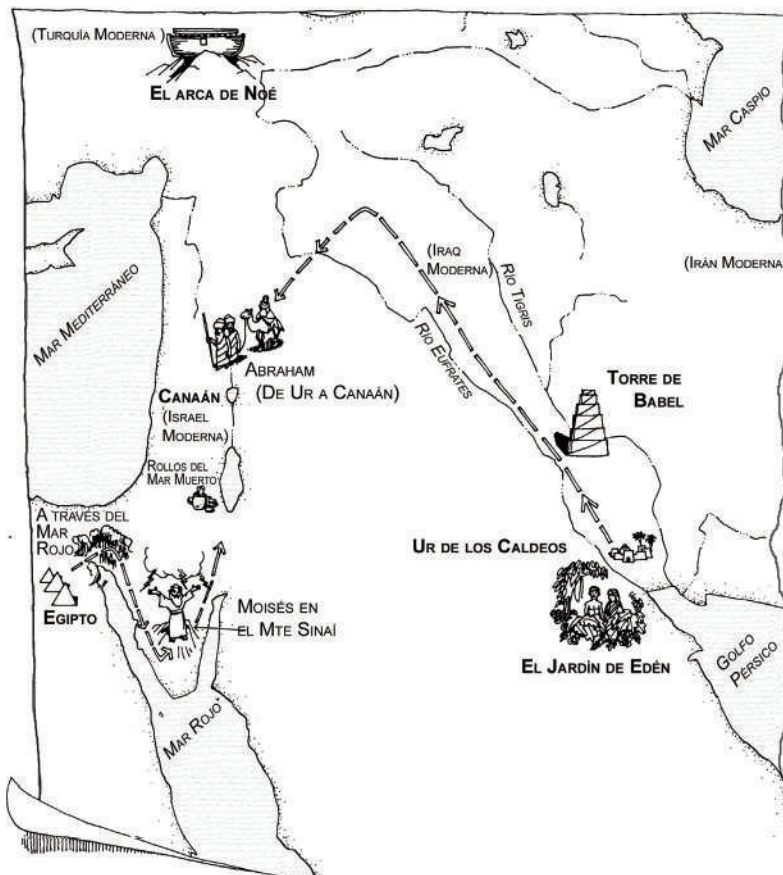 (Turquía Moderna)
El arca de Noé
Mar Caspio
(Iraq
Moderna)
(Irán Moderna)
Río Tigris
Río Eufrates
Mar Mediterráneo
Abraham
(De Ur a Canaán)
Canaán
(Israel
Moderna)
Torre de
Babel
Rollos del
Mar Muerto
A través del
Mar
Rojo
Ur de los Caldeos
Egipto
Moisés en
el Mte Sinaí
El Jardín de Edén
Golfo
Pérsico
Mar Rojo